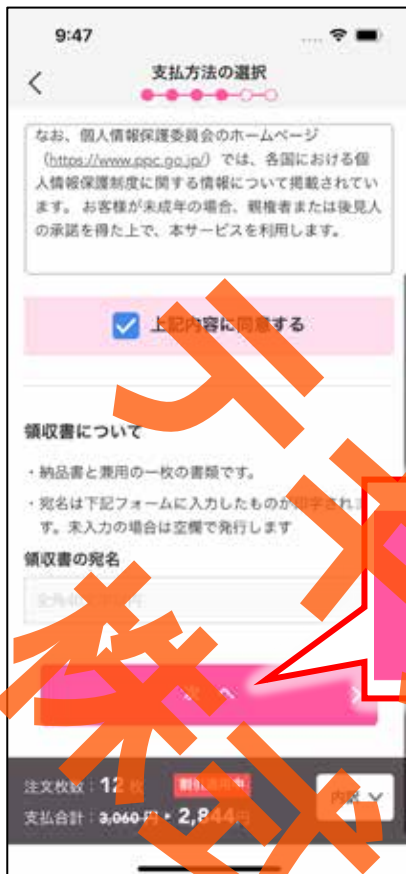 9:47
支払方法の選択
なお、個人情報保護委員会のホームページ
(https://www.ppc.go.jp/) では、各国における個
人情報保護制度に関する情報について掲載されてい
ます。 お客様が未成年の場合、親権者または後見人
の承諾を得た上で、本サービスを利用します。
上記内容に同意する
領収書について
・納品書と兼用の一枚の書類です。
・宛名は下記フォームに入力したものが印字されま
す。未入力の場合は空欄で発行します
領収書の宛名
次 へ
注文枚数：12 枚
割引適用中
内訳
支払合計：3,060 円 ▸ 2,844円
株式